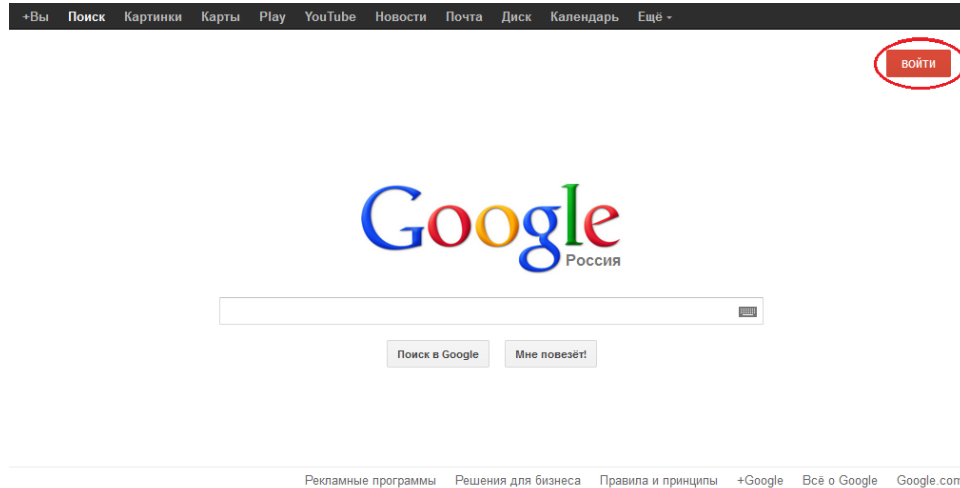 +Вы Поиск Картинки Карты Play YouTube Новости Почта Диск Календарь Ещё
ВОЙТИ
Google
Россия
Поиск в Google Мне повезёт!
Рекламные программы Решения для бизнеса Правила и принципы +Google Всё о Google Google.com